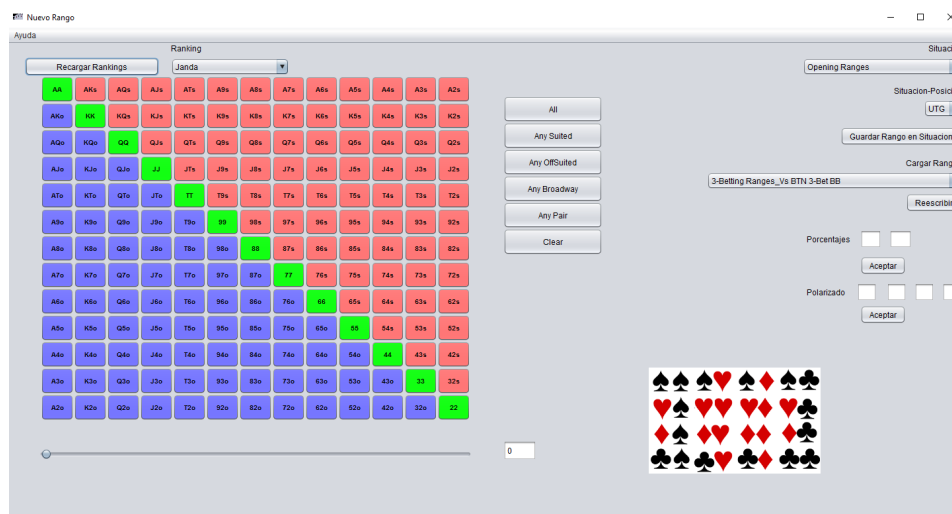 Nuevo Rango
Ayuda
Ranking
Situaci
Recargar Rankings
Janda
Opening Ranges
AA AKs AQs AJs ATs A9s A8s A7s A6s A5s A4s A3s A2s
AKo KK KQs KJs KTs K9s K8s K7s K6s K5s K4s K3s K2s
AQo KQo QQ QJs QTs Q9s Q8s Q7s Q6s Q5s Q4s Q3s Q2s
AJo KJo QJo JJ JTs J9s J8s J7s J6s J5s J4s J3s J2s
ATo KTo QTo JTo TT T9s T8s T7s T6s T5s T4s T3s T2s
A9o K9o Q9o J9o T9o 99 98s 97s 96s 95s 94s 93s 92s
A8o K8o Q8o J8o T8o 98o 88 87s 86s 85s 84s 83s 82s
A7o K7o Q7o J7o T7o 97o 87o 77 76s 75s 74s 73s 72s
A6o K6o Q6o J6o T6o 96o 86o 76o 66 65s 64s 63s 62s
A5o K5o Q5o J5o T5o 95o 85o 75o 65o 55 54s 53s 52s
A4o K4o Q4o J4o T4o 94o 84o 74o 64o 54o 44 43s 42s
A3o K3o Q3o J3o T3o 93o 83o 73o 63o 53o 43o 33 32s
A2o K2o Q2o J2o T2o 92o 82o 72o 62o 52o 42o 32o 22
All
Any Suited
Any OffSuited
Any Broadway
Any Pair
Clear
0
Situacion-Posici
UTG
Guardar Rango en Situacion
Cargar Rang
3-Betting Ranges_Vs BTN 3-Bet BB
Reescribir
Porcentajes
Aceptar
Polarizado
Aceptar